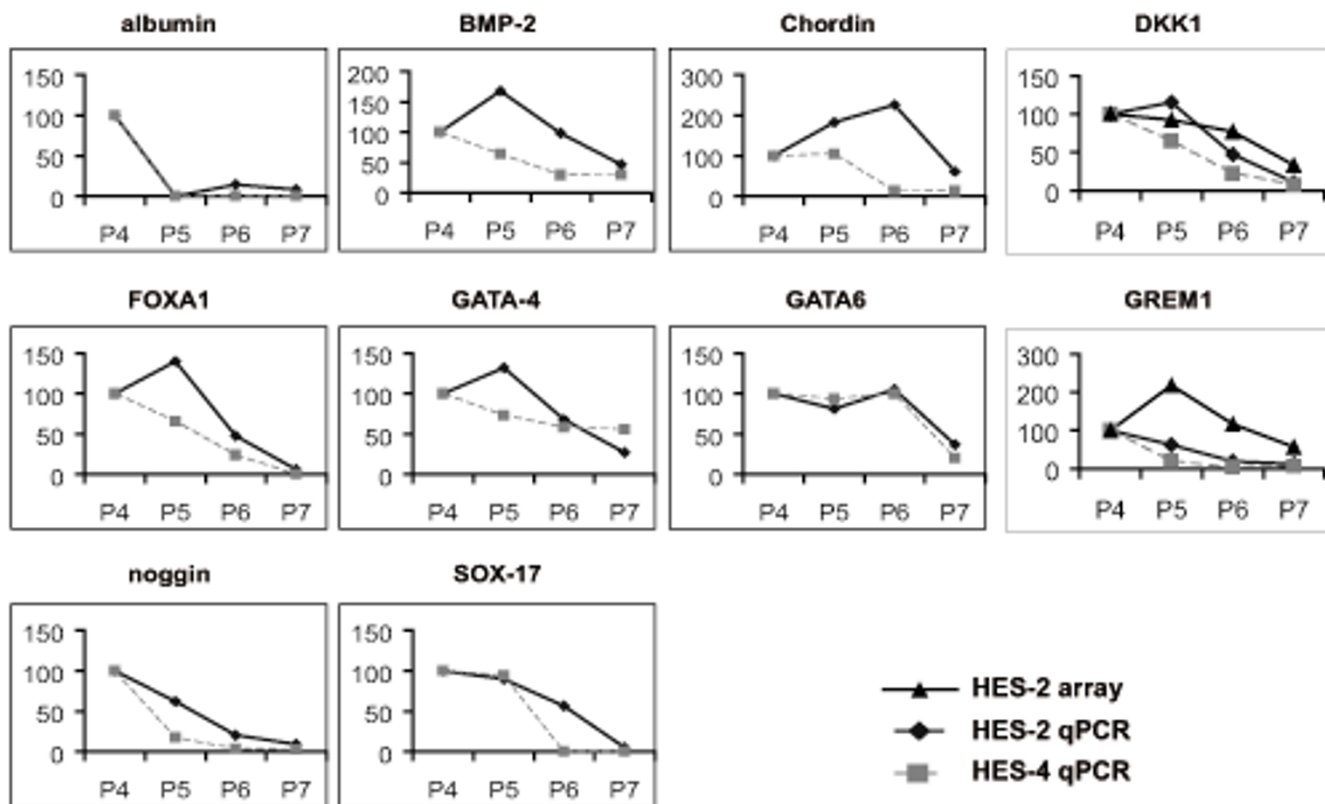 albumin BMP-2 Chordin DKK1
150 200 300 150
100 150 200 100
50 100 100 50
0 50 0 0
0
P4 P5 P6 P7 P4 P5 P6 P7 P4 P5 P6 P7 P4 P5 P6 P7
FOXA1 GATA-4 GATA6 GREM1
150 150 150 300
100 100 100 200
50 50 50 100
0 0 0 0
P4 P5 P6 P7 P4 P5 P6 P7 P4 P5 P6 P7 P4 P5 P6 P7
noggin SOX-17
150 150
100 100
50 50
0 0
P4 P5 P6 P7 P4 P5 P6 P7
HES-2 array
HES-2 qPCR
HES-4 qPCR